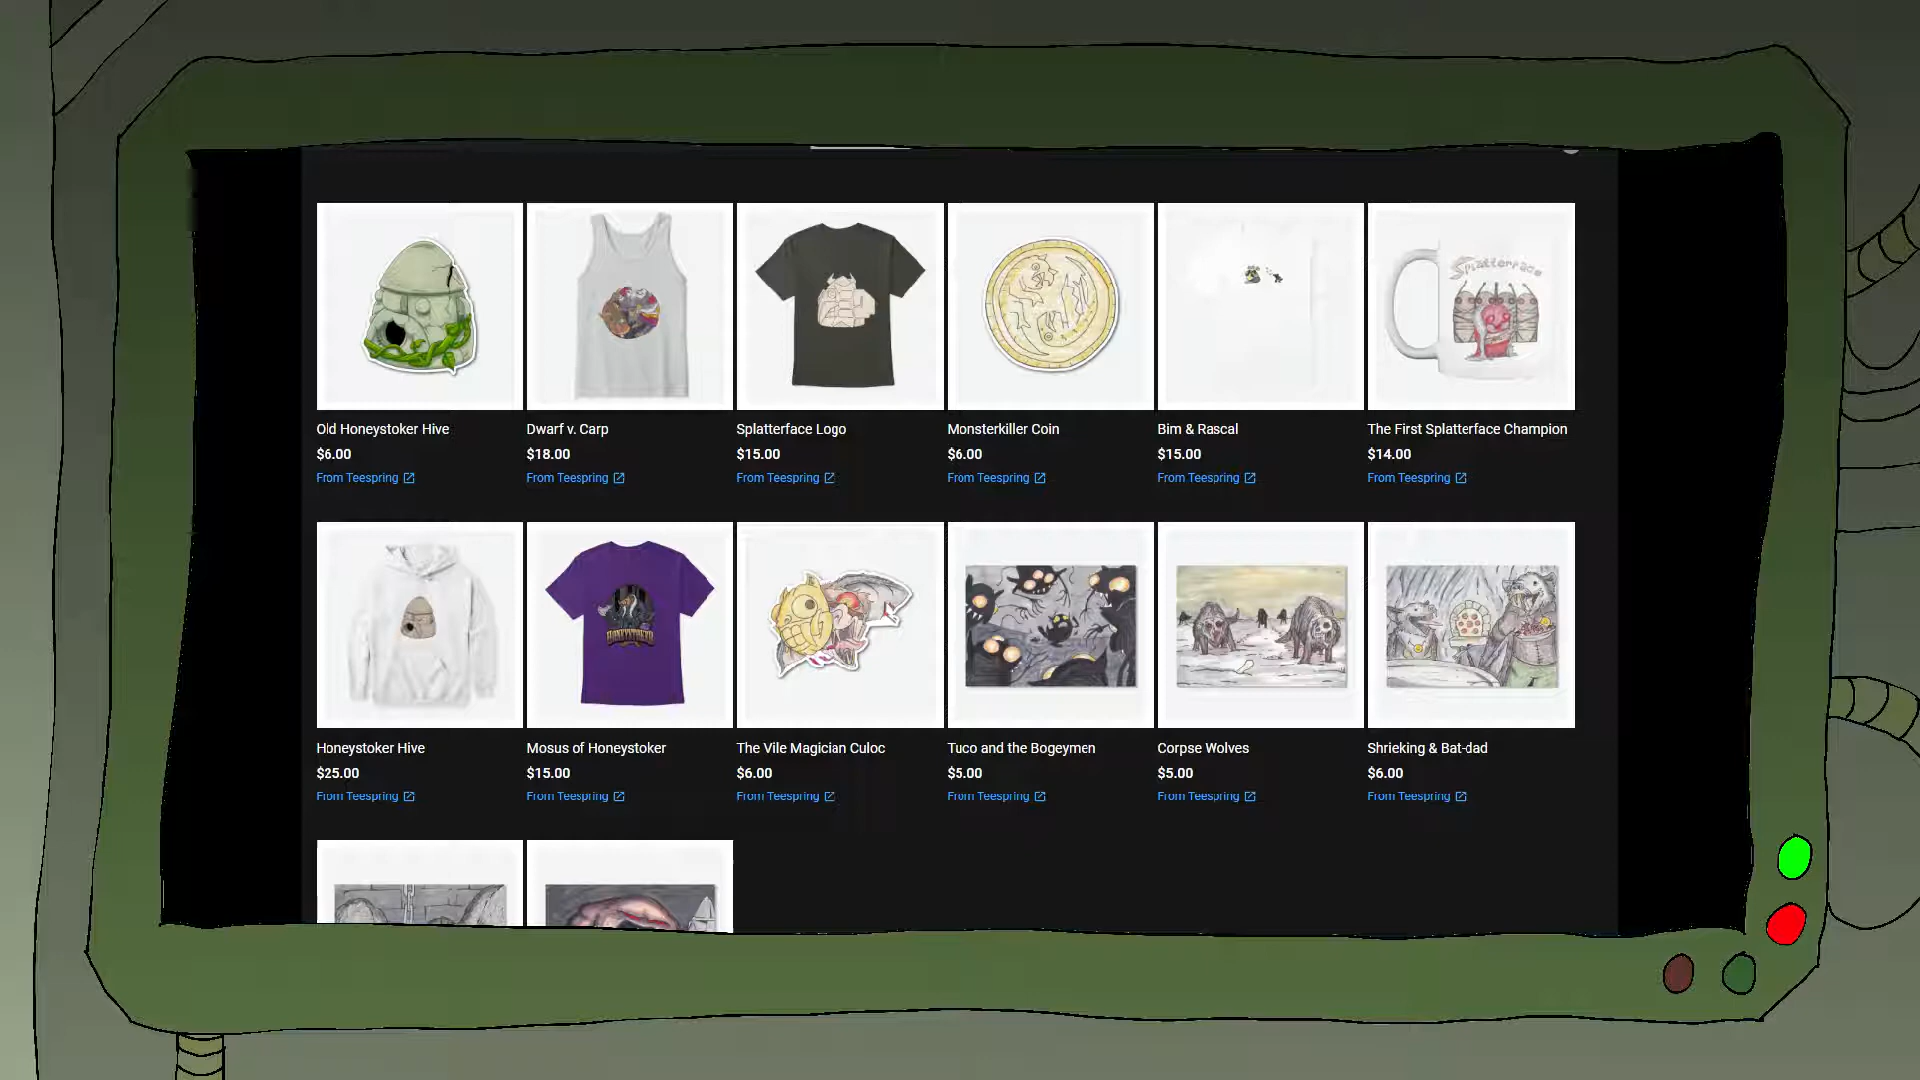 Splatterface
Old Honeystoker Hive
$6.00
From Teespring
Dwarf v. Carp
$18.00
From Teespring
Splatterface Logo
$15.00
From Teespring
Monsterkiller Coin
$6.00
From Teespring
Bim & Rascal
$15.00
From Teespring
The First Splatterface Champion
$14.00
From Teespring
HONEYSTOKER
Honeystoker Hive
$25.00
From Teespring
Mosus of Honeystoker
$15.00
From Teespring
The Vile Magician Culoc
$6.00
From Teespring
Tuco and the Bogeymen
$5.00
From Teespring
Corpse Wolves
$5.00
From Teespring
Shrieking & Bat-dad
$6.00
From Teespring